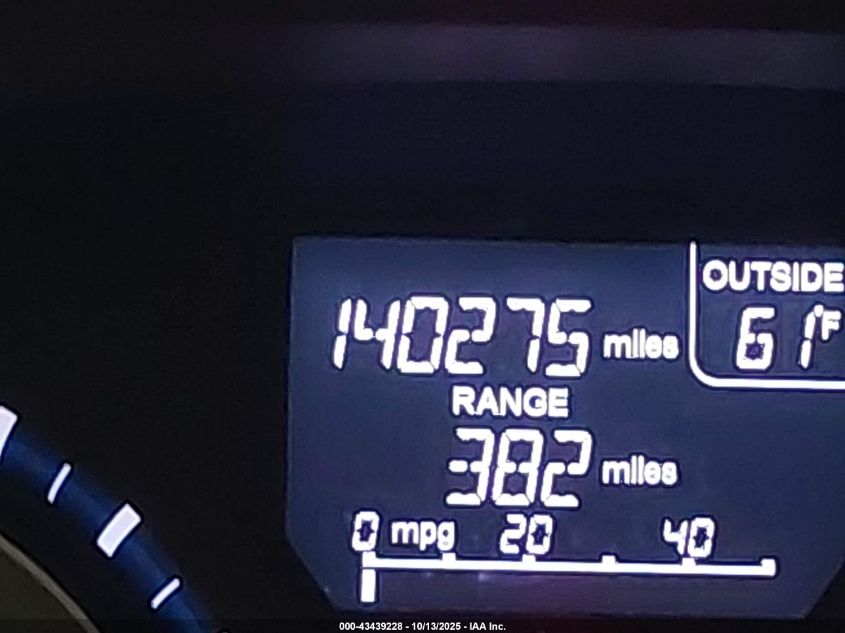 OUTSIDE
61°F
140275 miles
RANGE
382 miles
0 mpg 20 40
000-43439228 - 10/13/2025 - IAA Inc.